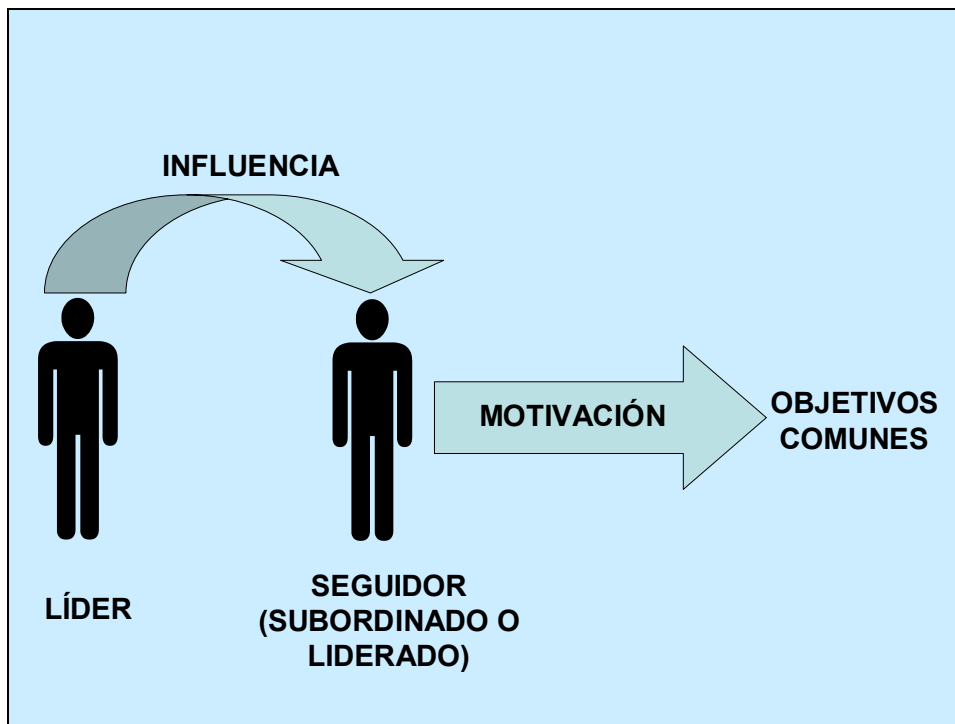 INFLUENCIA
MOTIVACIÓN
OBJETIVOS
COMUNES
LÍDER
SEGUIDOR
(SUBORDINADO O
LIDERADO)